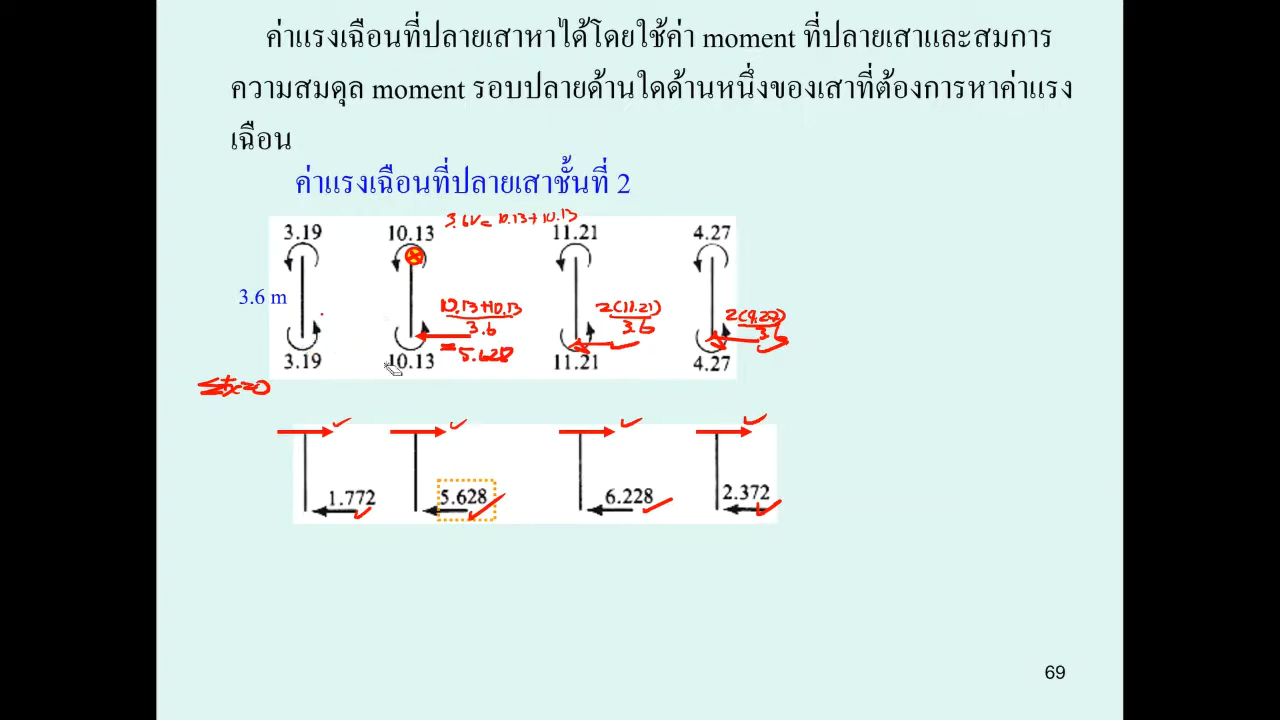 ค่าแรงเฉือนที่ปลายเสาหาได้โดยใช้ค่า moment ที่ปลายเสาและสมการ
ความสมดุล moment รอบปลายด้านใดด้านหนึ่งของเสาที่ต้องการหาค่าแรง
เฉือน
ค่าแรงเฉือนที่ปลายเสาชั้นที่ 2
3.6V = 10.13 + 10.13
3.19 10.13 11.21 4.27
3.6 m
10.13+10.13 2(11.21) 2(4.27)
3.6 3.6 3.6
= 5.628
3.19 10.13 11.21 4.27
ΣFx=0
1.772 5.628 6.228 2.372
69